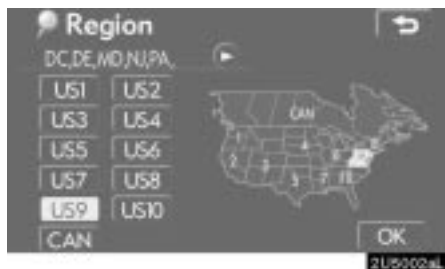 Region
DC,DE,MD,NJ,PA,
US1 US2
US3 US4
US5 US6
US7 US8
US9 US10
CAN OK
CAN
2U5002aL